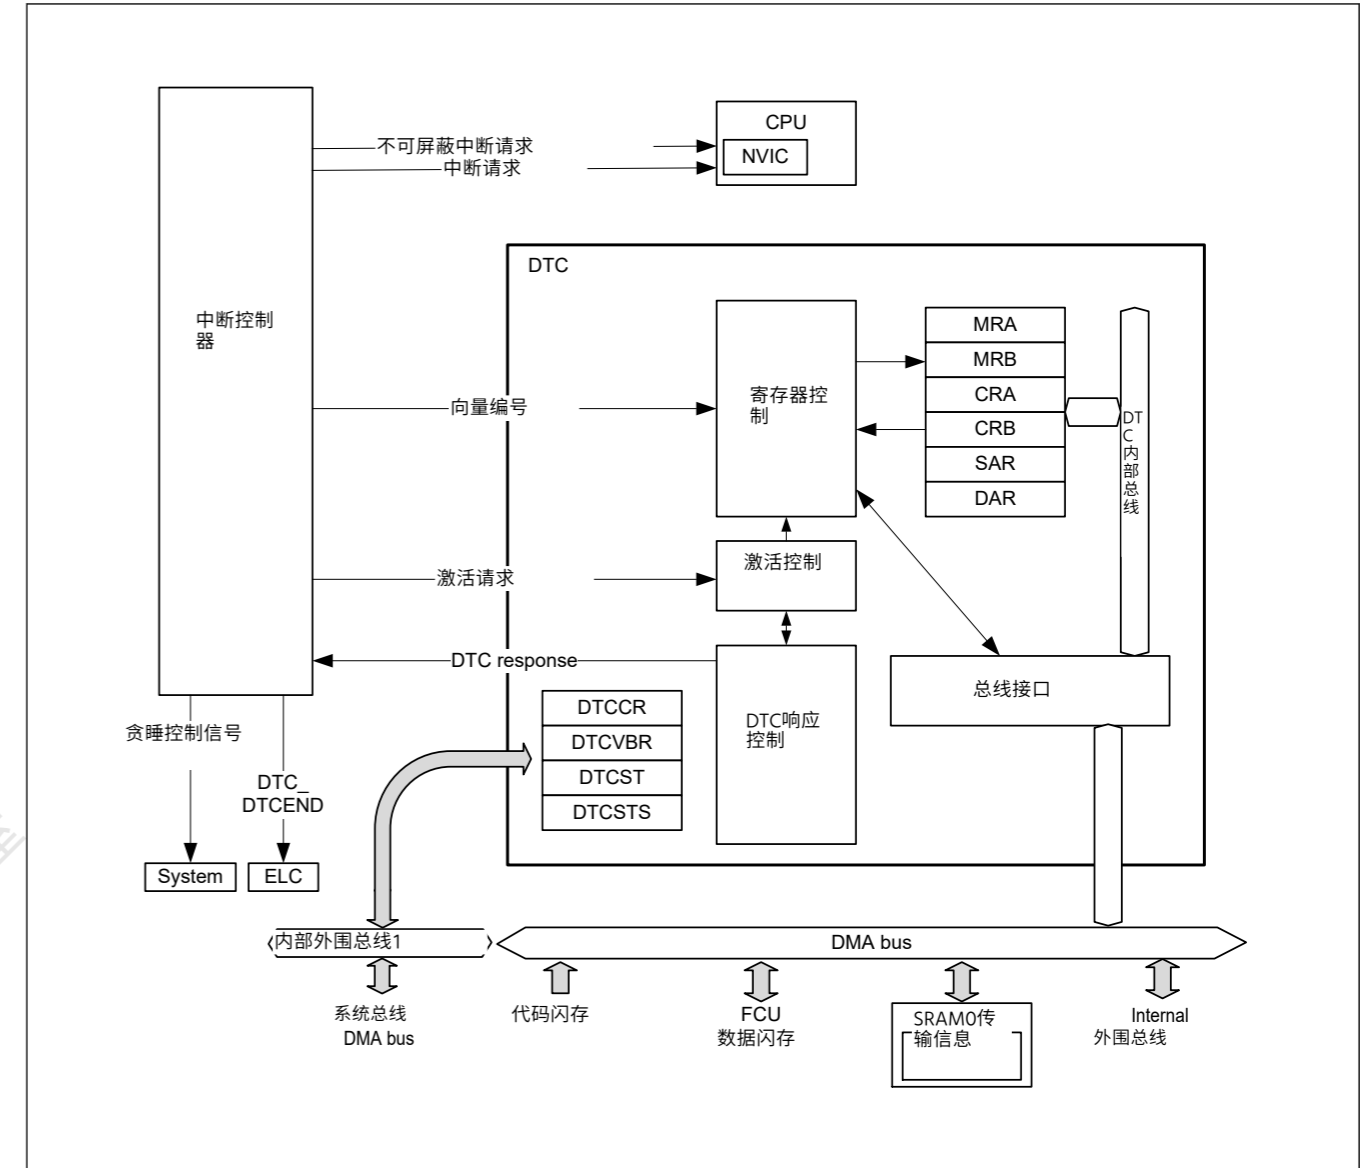 CPU
不可屏蔽中断请求
NVIC
中断请求
DTC
中断控制
器
MRA
MRB
寄存器控
制
CRA
向量编号
CRB
DT
C
内
部
总
线
SAR
DAR
激活控制
激活请求
DTC response
总线接口
DTCCR
DTC响应
控制
贪睡控制信号
DTCVBR
DTCST
DTC_
DTCEND
DTCSTS
System
ELC
内部外围总线1
DMA bus
系统总线
DMA bus
代码闪存
FCU
数据闪存
SRAM0传
输信息
Internal
外围总线